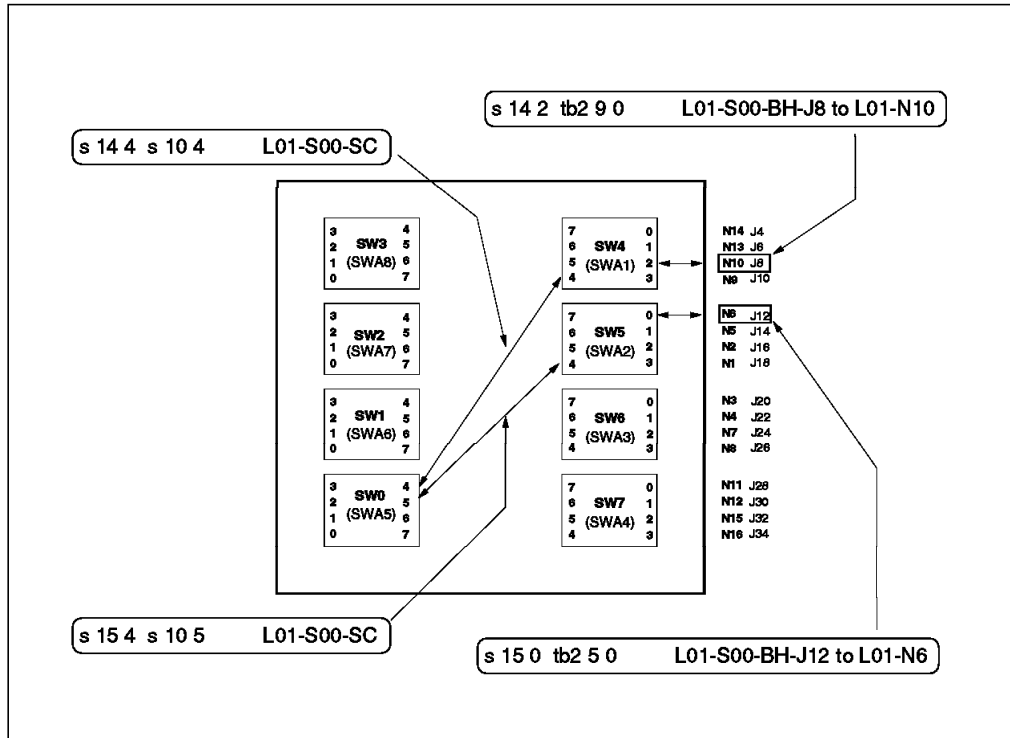 s 14 2 tb2 9 0 L01-S00-BH-J8 to L01-N10
s 14 4 s 10 4 L01-S00-SC
3 SW3 4
2 (SWA8) 5
1 6
0 7
7 SW4 0
6 (SWA1) 1
5 2
4 3
N14 J4
N13 J6
N10 J8
N9 J10
3 SW2 4
2 (SWA7) 5
1 6
0 7
7 SW5 0
6 (SWA2) 1
5 2
4 3
N6 J12
N5 J14
N2 J16
N1 J18
3 SW1 4
2 (SWA6) 5
1 6
0 7
7 SW6 0
6 (SWA3) 1
5 2
4 3
N3 J20
N4 J22
N7 J24
N8 J26
3 SW0 4
2 (SWA5) 5
1 6
0 7
7 SW7 0
6 (SWA4) 1
5 2
4 3
N11 J28
N12 J30
N15 J32
N16 J34
s 15 4 s 10 5 L01-S00-SC
s 15 0 tb2 5 0 L01-S00-BH-J12 to L01-N6